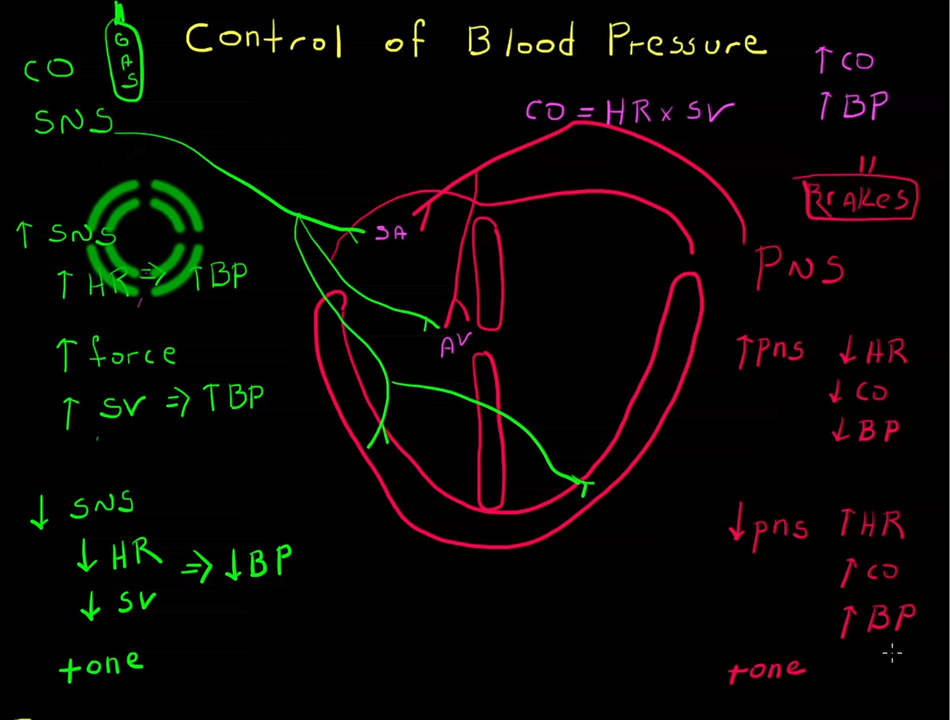 Control of Blood Pressure
GAS
CO
SNS
↑ CO
↑ BP
CO = HR x SV
=
BrAKes
SA
PNS
AV
↑ SNS
↑ HR => ↑ BP
↑ force
↑ SV => ↑ BP
↓ SNS
↓ HR => ↓ BP
↓ SV
tone
↑ pns ↓ HR
↓ CO
↓ BP
↓ pns ↑ HR
↑ CO
↑ BP
tone